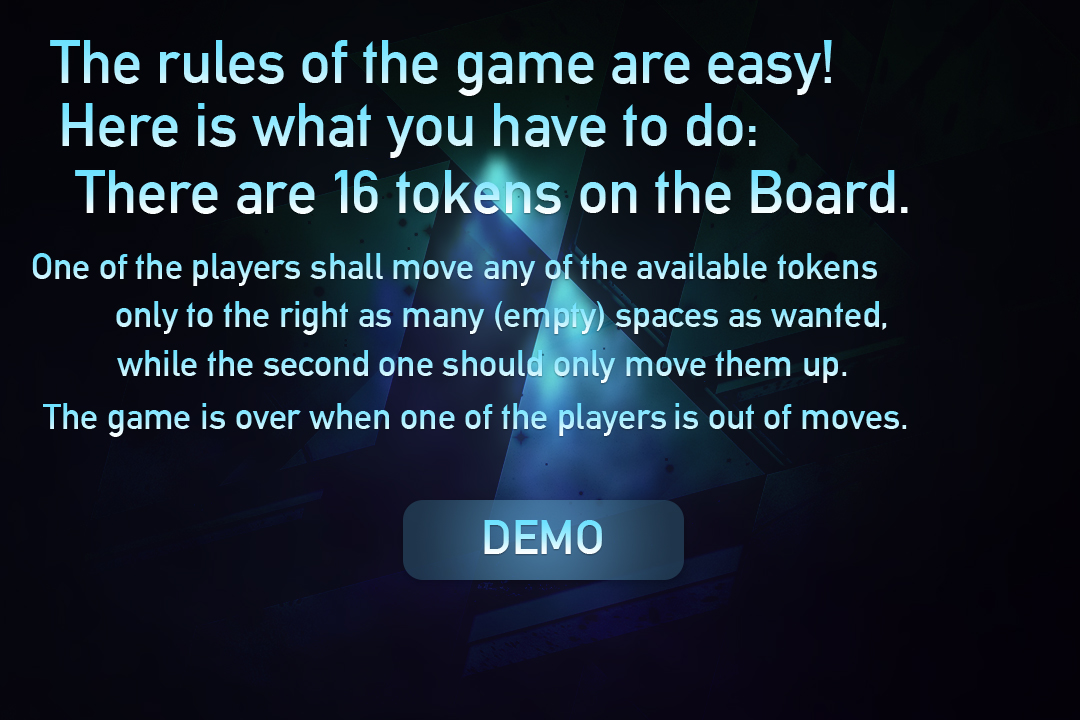 The rules of the game are easy!
Here is what you have to do:
There are 16 tokens on the Board.
One of the players shall move any of the available tokens
only to the right as many (empty) spaces as wanted,
while the second one should only move them up.
The game is over when one of the players is out of moves.
DEMO